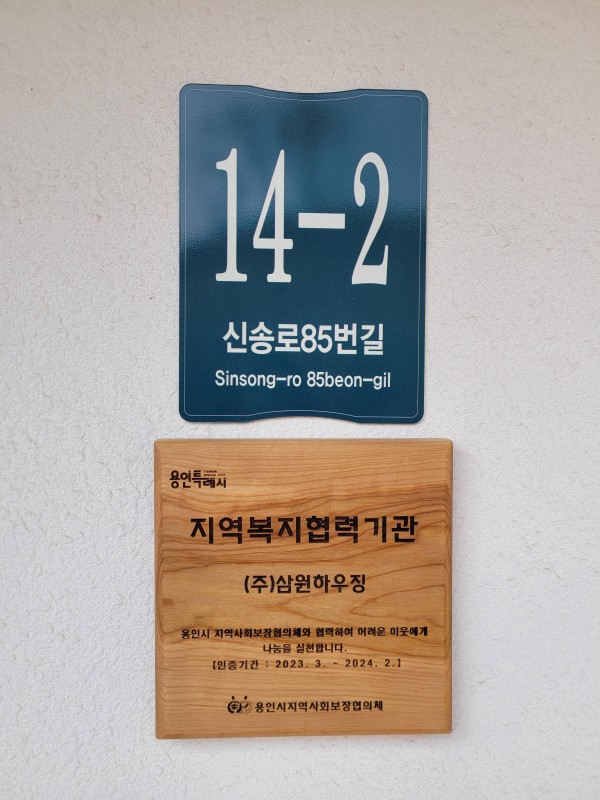 14-2
신송로85번길
Sinsong-ro 85beon-gil
용인특례시
YONGIN
SPECIAL CITY
지역복지협력기관
(주)삼원하우징
용인시 지역사회보장협의체와 협력하여 어려운 이웃에게
나눔을 실천합니다.
[인증기간 : 2023. 3. ~ 2024. 2.]
용인시지역사회보장협의체